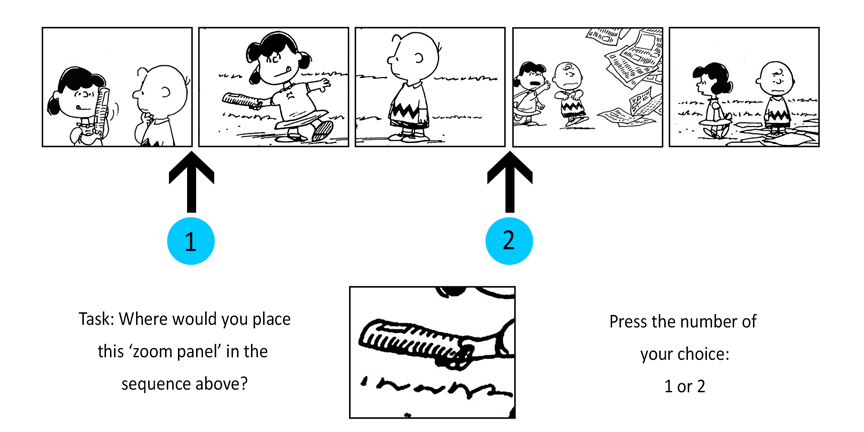 1
2
Task: Where would you place
this ‘zoom panel’ in the
sequence above?
Press the number of
your choice:
1 or 2